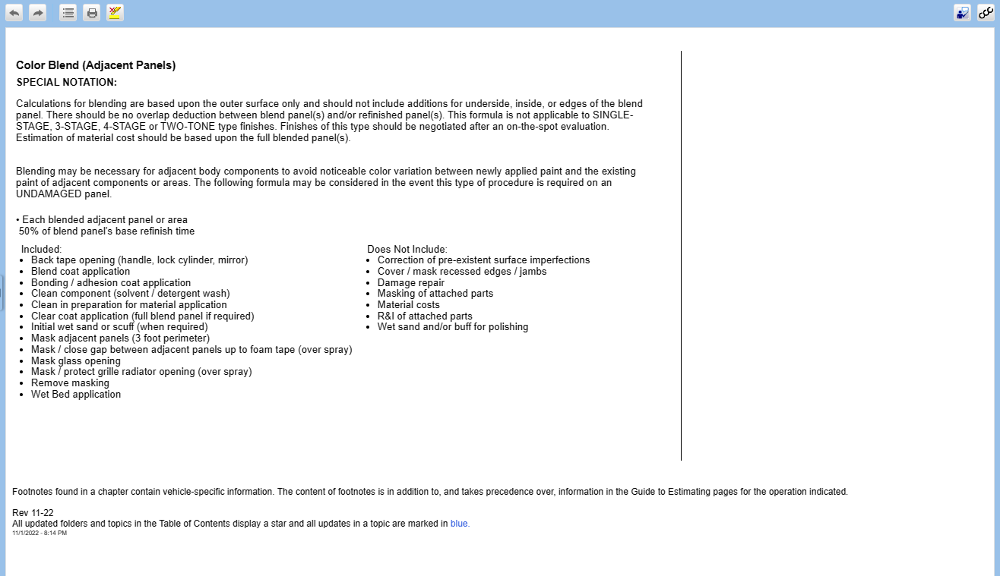 CCC
Color Blend (Adjacent Panels)
SPECIAL NOTATION:
Calculations for blending are based upon the outer surface only and should not include additions for underside, inside, or edges of the blend
panel. There should be no overlap deduction between blend panel(s) and/or refinished panel(s). This formula is not applicable to SINGLE-
STAGE, 3-STAGE, 4-STAGE or TWO-TONE type finishes. Finishes of this type should be negotiated after an on-the-spot evaluation.
Estimation of material cost should be based upon the full blended panel(s).
Blending may be necessary for adjacent body components to avoid noticeable color variation between newly applied paint and the existing
paint of adjacent components or areas. The following formula may be considered in the event this type of procedure is required on an
UNDAMAGED panel.
• Each blended adjacent panel or area
50% of blend panel's base refinish time
Included:
• Back tape opening (handle, lock cylinder, mirror)
• Blend coat application
• Bonding / adhesion coat application
• Clean component (solvent / detergent wash)
• Clean in preparation for material application
• Clear coat application (full blend panel if required)
• Initial wet sand or scuff (when required)
• Mask adjacent panels (3 foot perimeter)
• Mask / close gap between adjacent panels up to foam tape (over spray)
• Mask glass opening
• Mask / protect grille radiator opening (over spray)
• Remove masking
• Wet Bed application
Does Not Include:
• Correction of pre-existent surface imperfections
• Cover / mask recessed edges / jambs
• Damage repair
• Masking of attached parts
• Material costs
• R&I of attached parts
• Wet sand and/or buff for polishing
Footnotes found in a chapter contain vehicle-specific information. The content of footnotes is in addition to, and takes precedence over, information in the Guide to Estimating pages for the operation indicated.
Rev 11-22
All updated folders and topics in the Table of Contents display a star and all updates in a topic are marked in blue.
11/1/2022 - 8:14 PM